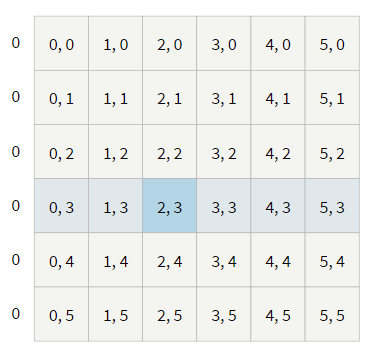 0 0, 0 1, 0 2, 0 3, 0 4, 0 5, 0
0 0, 1 1, 1 2, 1 3, 1 4, 1 5, 1
0 0, 2 1, 2 2, 2 3, 2 4, 2 5, 2
0 0, 3 1, 3 2, 3 3, 3 4, 3 5, 3
0 0, 4 1, 4 2, 4 3, 4 4, 4 5, 4
0 0, 5 1, 5 2, 5 3, 5 4, 5 5, 5